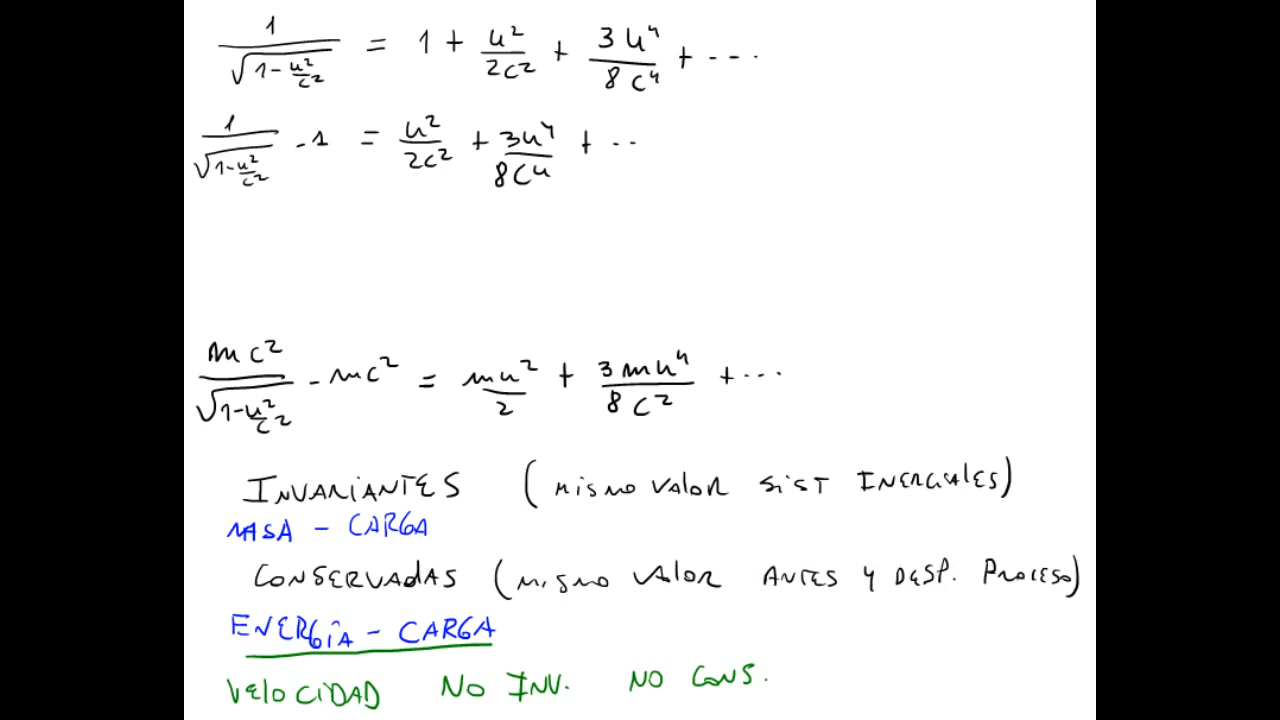 1/√(1-u²/c²) = 1 + u²/2c² + 3u⁴/8c⁴ + ---
1/√(1-u²/c²) - 1 = u²/2c² + 3u⁴/8c⁴ + --
mc²/√(1-u²/c²) - mc² = mu²/2 + 3mu⁴/8c² + ---
INVARIANTES (MISMO VALOR SIST INERCIALES)
MASA - CARGA
CONSERVADAS (MISMO VALOR ANTES Y DESP. PROCESO)
ENERGÍA - CARGA
VELOCIDAD NO INV. NO CONS.